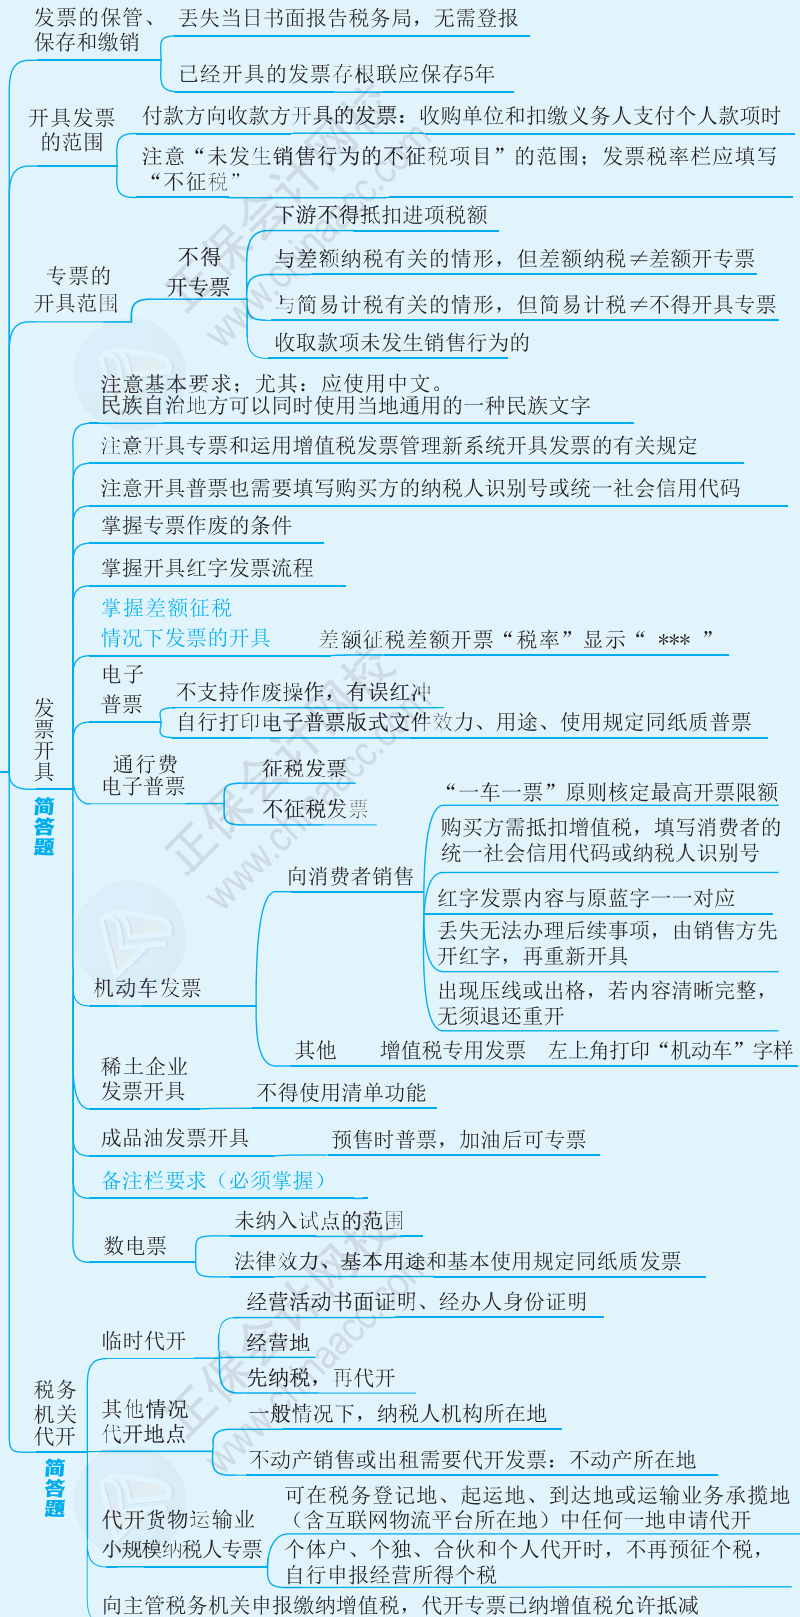 发票的保管、
保存和缴销
丢失当日书面报告税务局，无需登报
已经开具的发票存根联应保存5年
开具发票
的范围
付款方向收款方开具的发票：收购单位和扣缴义务人支付个人款项时
注意“未发生销售行为的不征税项目”的范围；发票税率栏应填写
“不征税”
专票的
开具范围
不得
开专票
下游不得抵扣进项税额
与差额纳税有关的情形，但差额纳税≠差额开专票
与简易计税有关的情形，但简易计税≠不得开具专票
收取款项未发生销售行为的
发票开具
简答题
注意基本要求；尤其：应使用中文。
民族自治地方可以同时使用当地通用的一种民族文字
注意开具专票和运用增值税发票管理新系统开具发票的有关规定
注意开具普票也需要填写购买方的纳税人识别号或统一社会信用代码
掌握专票作废的条件
掌握开具红字发票流程
掌握差额征税
情况下发票的开具
差额征税差额开票“税率”显示“ *** ”
电子
普票
不支持作废操作，有误红冲
自行打印电子普票版式文件效力、用途、使用规定同纸质普票
通行费
电子普票
征税发票
不征税发票
机动车发票
向消费者销售
“一车一票”原则核定最高开票限额
购买方需抵扣增值税，填写消费者的
统一社会信用代码或纳税人识别号
红字发票内容与原蓝字一一对应
丢失无法办理后续事项，由销售方先
开红字，再重新开具
出现压线或出格，若内容清晰完整，
无须退还重开
其他
增值税专用发票
左上角打印“机动车”字样
稀土企业
发票开具
不得使用清单功能
成品油发票开具
预售时普票，加油后可专票
备注栏要求（必须掌握）
数电票
未纳入试点的范围
法律效力、基本用途和基本使用规定同纸质发票
税务
机关
代开
简答题
临时代开
经营活动书面证明、经办人身份证明
经营地
先纳税，再代开
其他情况
代开地点
一般情况下，纳税人机构所在地
不动产销售或出租需要代开发票：不动产所在地
代开货物运输业
小规模纳税人专票
可在税务登记地、起运地、到达地或运输业务承揽地
（含互联网物流平台所在地）中任何一地申请代开
个体户、个独、合伙和个人代开时，不再预征个税，
自行申报经营所得个税
向主管税务机关申报缴纳增值税，代开专票已纳增值税允许抵减
正保会计网校
www.chinaacc.com
正保会计网校
www.chinaacc.com
正保会计网校
www.chinaacc.com